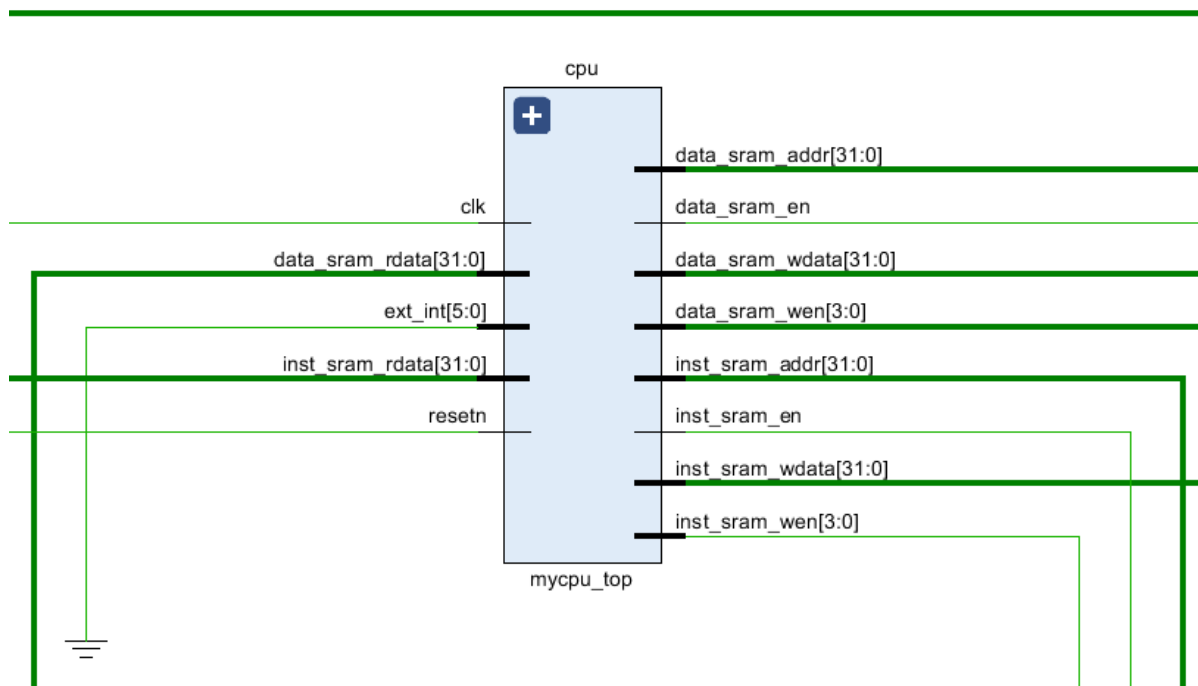 cpu
data_sram_addr[31:0]
clk
data_sram_en
data_sram_rdata[31:0]
data_sram_wdata[31:0]
ext_int[5:0]
data_sram_wen[3:0]
inst_sram_rdata[31:0]
inst_sram_addr[31:0]
resetn
inst_sram_en
inst_sram_wdata[31:0]
inst_sram_wen[3:0]
mycpu_top